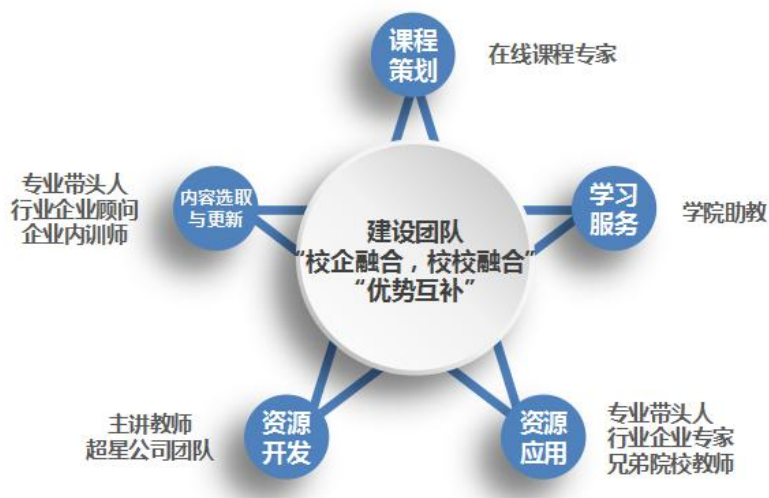 课程
策划
在线课程专家
专业带头人
行业企业顾问
企业内训师
内容选取
与更新
学习
服务
学院助教
建设团队
“校企融合，校校融合”
“优势互补”
主讲教师
超星公司团队
资源
开发
资源
应用
专业带头人
行业企业专家
兄弟院校教师